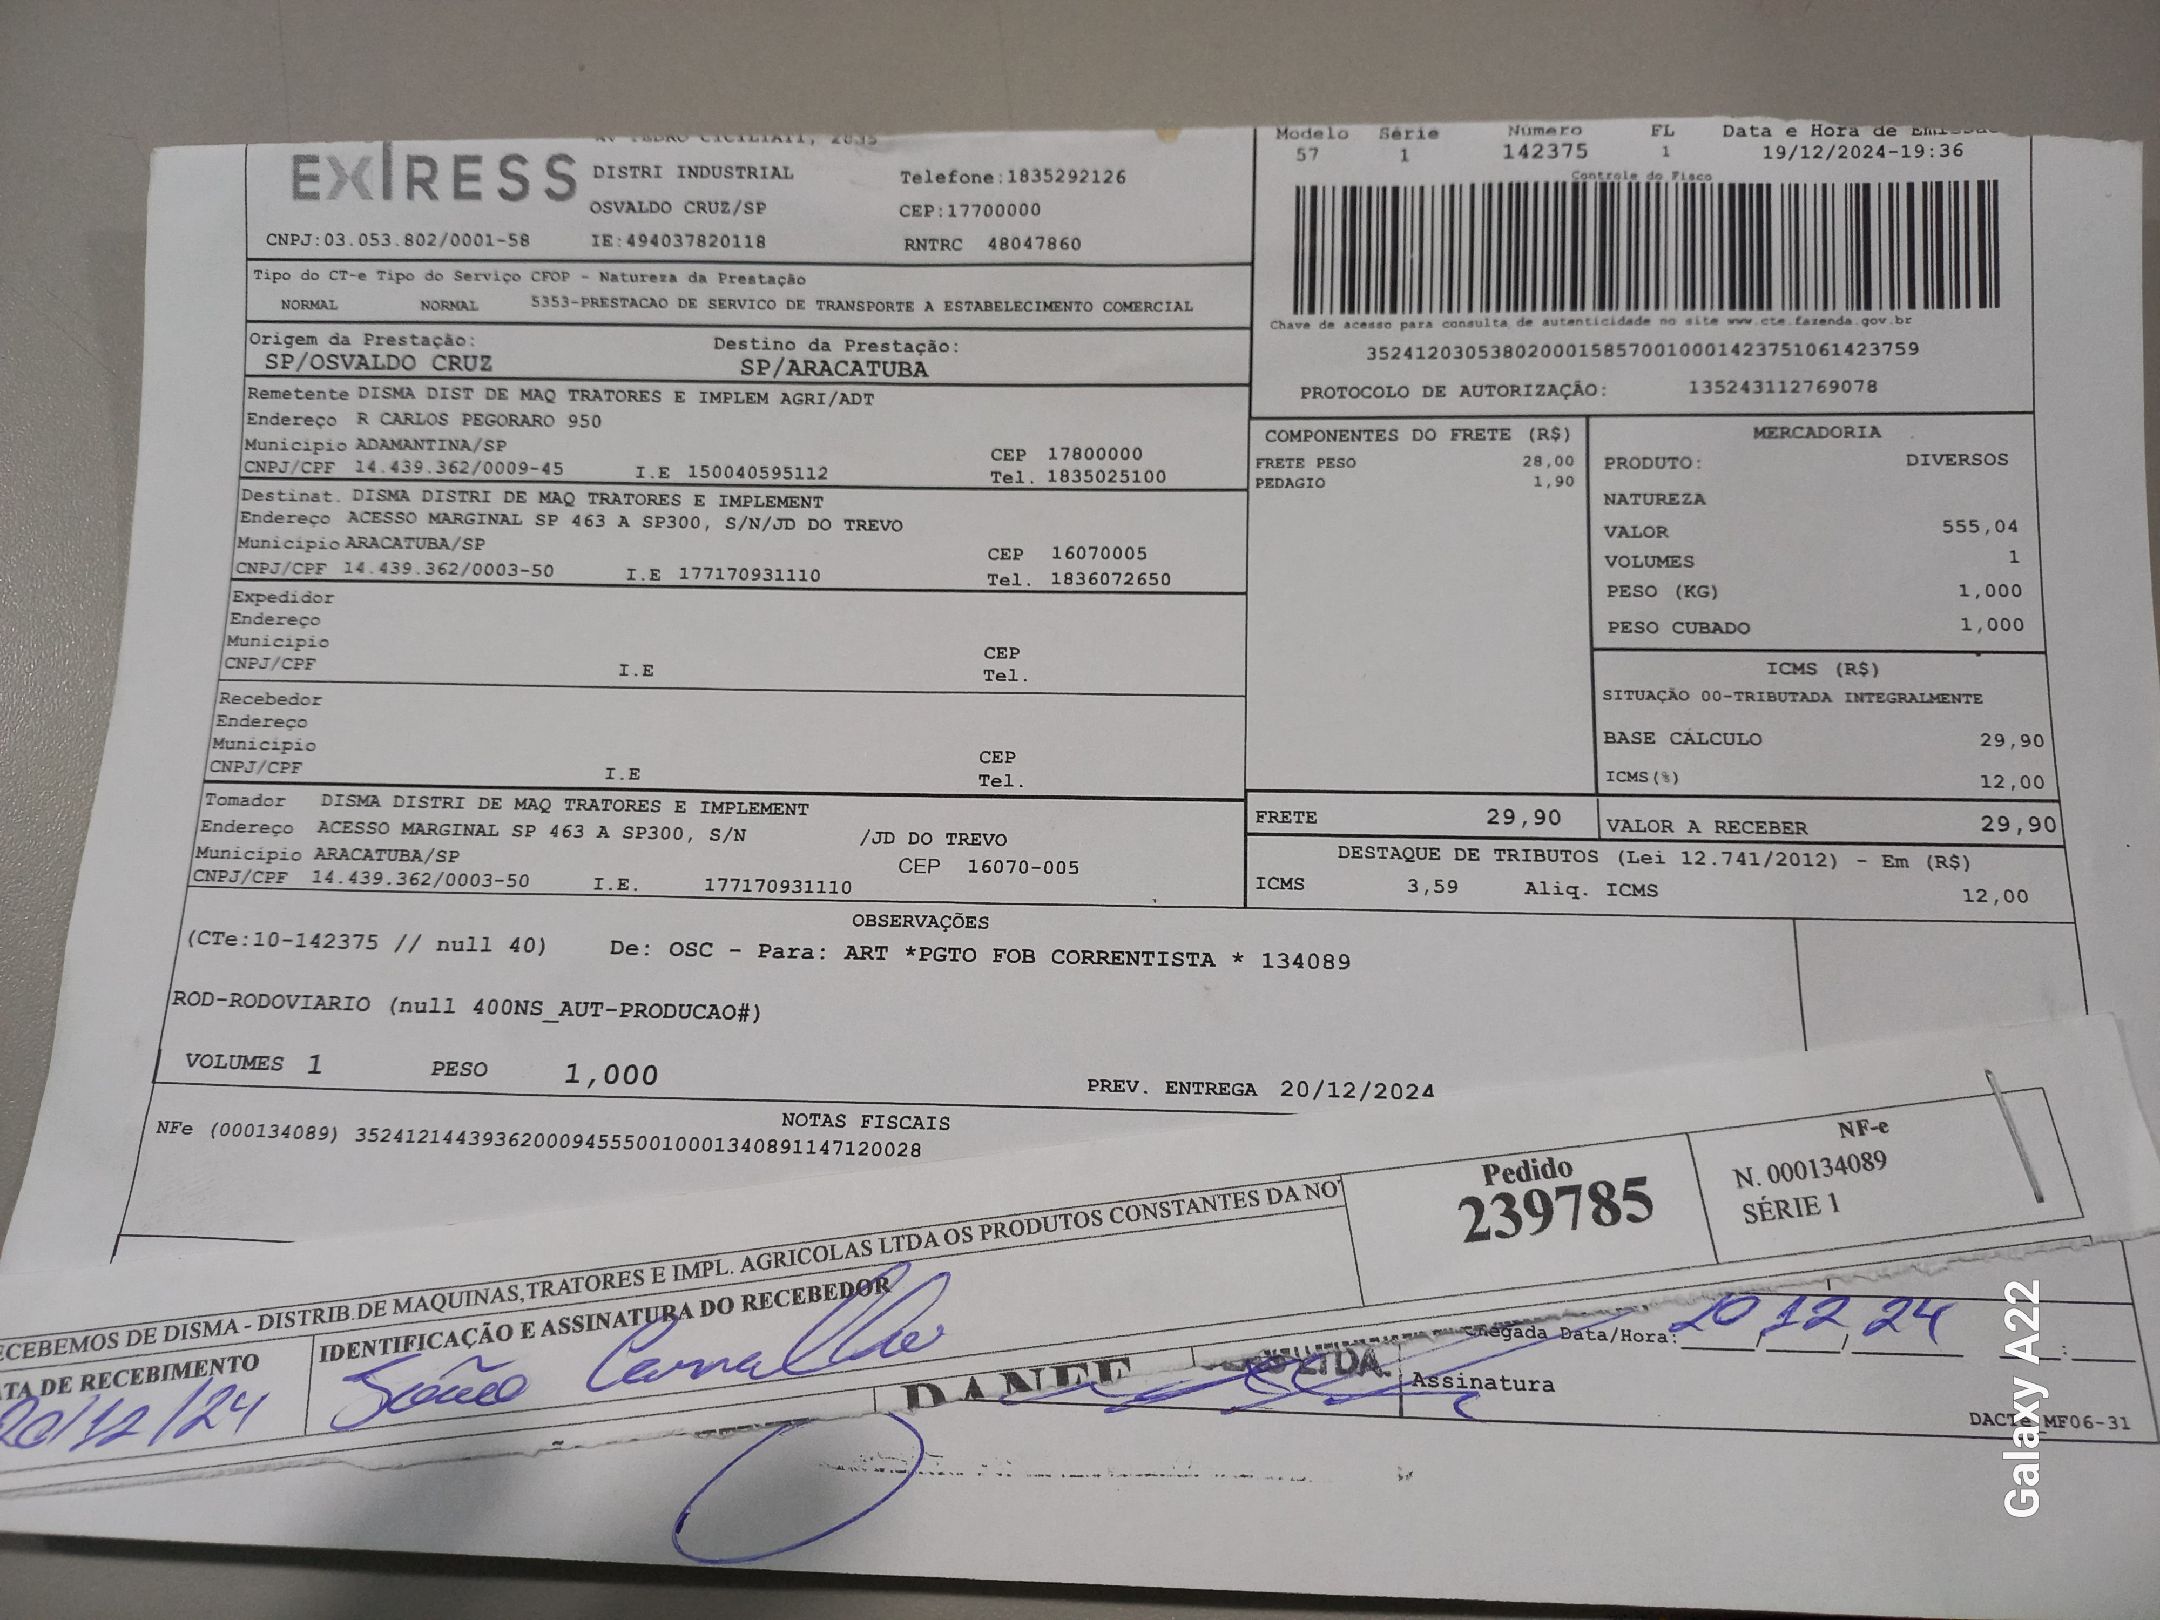 EXPRESS
DISTRI INDUSTRIAL
Telefone:1835292126
OSVALDO CRUZ/SP
CEP:17700000
CNPJ:03.053.802/0001-58 IE:494037820118 RNTRC 48047860
Modelo Série Número FL Data e Hora de
57 1 142375 1 19/12/2024-19:36
Controle do Fisco
Chave de acesso para consulta de autenticidade no site www.cte.fazenda.gov.br
35241203053802000158570010001423751061423759
PROTOCOLO DE AUTORIZAÇÃO: 135243112769078
Tipo do CT-e Tipo do Serviço CFOP - Natureza da Prestação
NORMAL NORMAL 5353-PRESTACAO DE SERVICO DE TRANSPORTE A ESTABELECIMENTO COMERCIAL
Origem da Prestação: Destino da Prestação:
SP/OSVALDO CRUZ SP/ARACATUBA
Remetente DISMA DIST DE MAQ TRATORES E IMPLEM AGRI/ADT
Endereço R CARLOS PEGORARO 950
Municipio ADAMANTINA/SP CEP 17800000
CNPJ/CPF 14.439.362/0009-45 I.E 150040595112 Tel. 1835025100
Destinat. DISMA DISTRI DE MAQ TRATORES E IMPLEMENT
Endereço ACESSO MARGINAL SP 463 A SP300, S/N/JD DO TREVO
Municipio ARACATUBA/SP CEP 16070005
CNPJ/CPF 14.439.362/0003-50 I.E 177170931110 Tel. 1836072650
Expedidor
Endereço
Municipio CEP
CNPJ/CPF I.E Tel.
Recebedor
Endereço
Municipio CEP
CNPJ/CPF I.E Tel.
Tomador DISMA DISTRI DE MAQ TRATORES E IMPLEMENT
Endereço ACESSO MARGINAL SP 463 A SP300, S/N /JD DO TREVO
Municipio ARACATUBA/SP CEP 16070-005
CNPJ/CPF 14.439.362/0003-50 I.E. 177170931110
COMPONENTES DO FRETE (R$)
FRETE PESO 28,00
PEDAGIO 1,90
MERCADORIA
PRODUTO: DIVERSOS
NATUREZA
VALOR 555,04
VOLUMES 1
PESO (KG) 1,000
PESO CUBADO 1,000
ICMS (R$)
SITUAÇÃO 00-TRIBUTADA INTEGRALMENTE
BASE CÁLCULO 29,90
ICMS(%) 12,00
FRETE 29,90 VALOR A RECEBER 29,90
DESTAQUE DE TRIBUTOS (Lei 12.741/2012) - Em (R$)
ICMS 3,59 Aliq. ICMS 12,00
OBSERVAÇÕES
(CTe:10-142375 // null 40) De: OSC - Para: ART *PGTO FOB CORRENTISTA * 134089
ROD-RODOVIARIO (null 400NS_AUT-PRODUCAO#)
VOLUMES 1 PESO 1,000 PREV. ENTREGA 20/12/2024
NOTAS FISCAIS
NFe (000134089) 35241214439362000945550010001340891147120028
ECEBEMOS DE DISMA - DISTRIB.DE MAQUINAS,TRATORES E IMPL. AGRICOLAS LTDA OS PRODUTOS CONSTANTES DA NO
Pedido
239785
NF-e
N. 000134089
SÉRIE 1
TA DE RECEBIMENTO
20/12/24
IDENTIFICAÇÃO E ASSINATURA DO RECEBEDOR
João Carvalho
DANFE
LTDA.
Chegada Data/Hora: 20 12 24
Assinatura
DACTe MF06-31
Galaxy A22